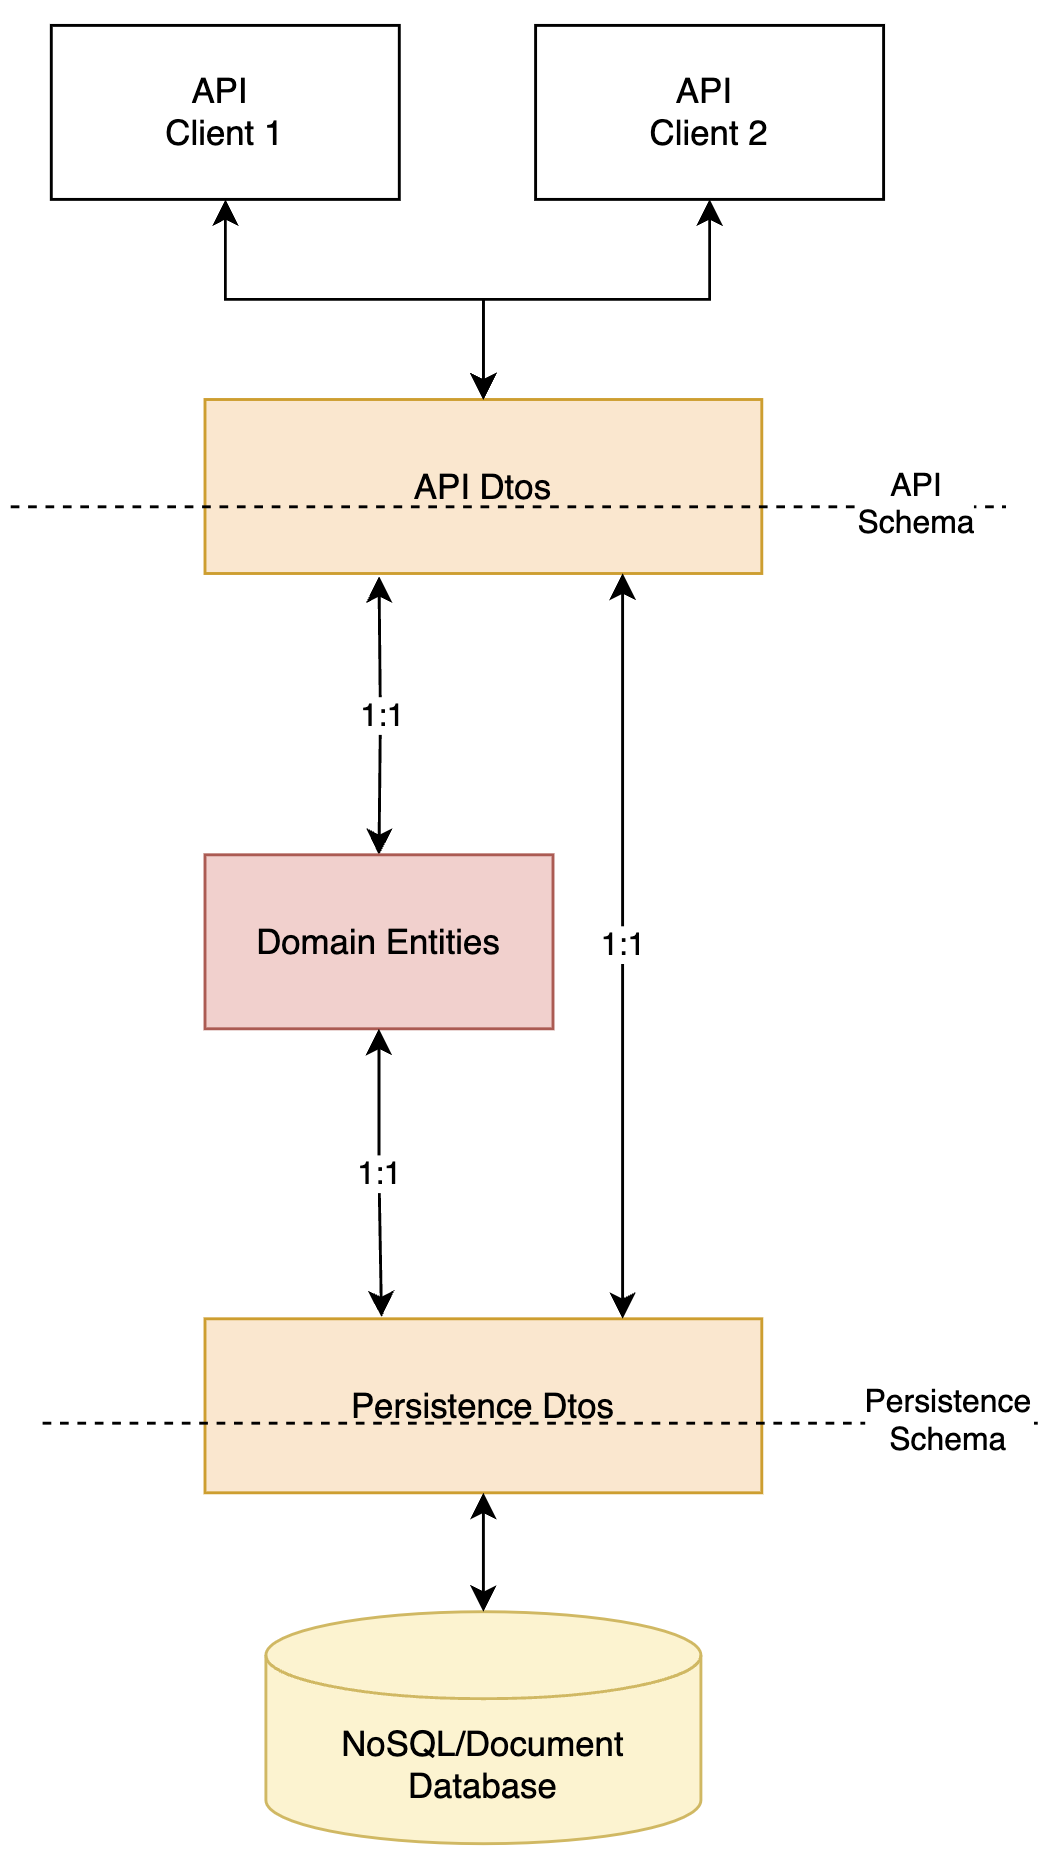 API
Client 1
API
Client 2
API Dtos
API
Schema
1:1
Domain Entities
1:1
1:1
Persistence Dtos
Persistence
Schema
NoSQL/Document
Database